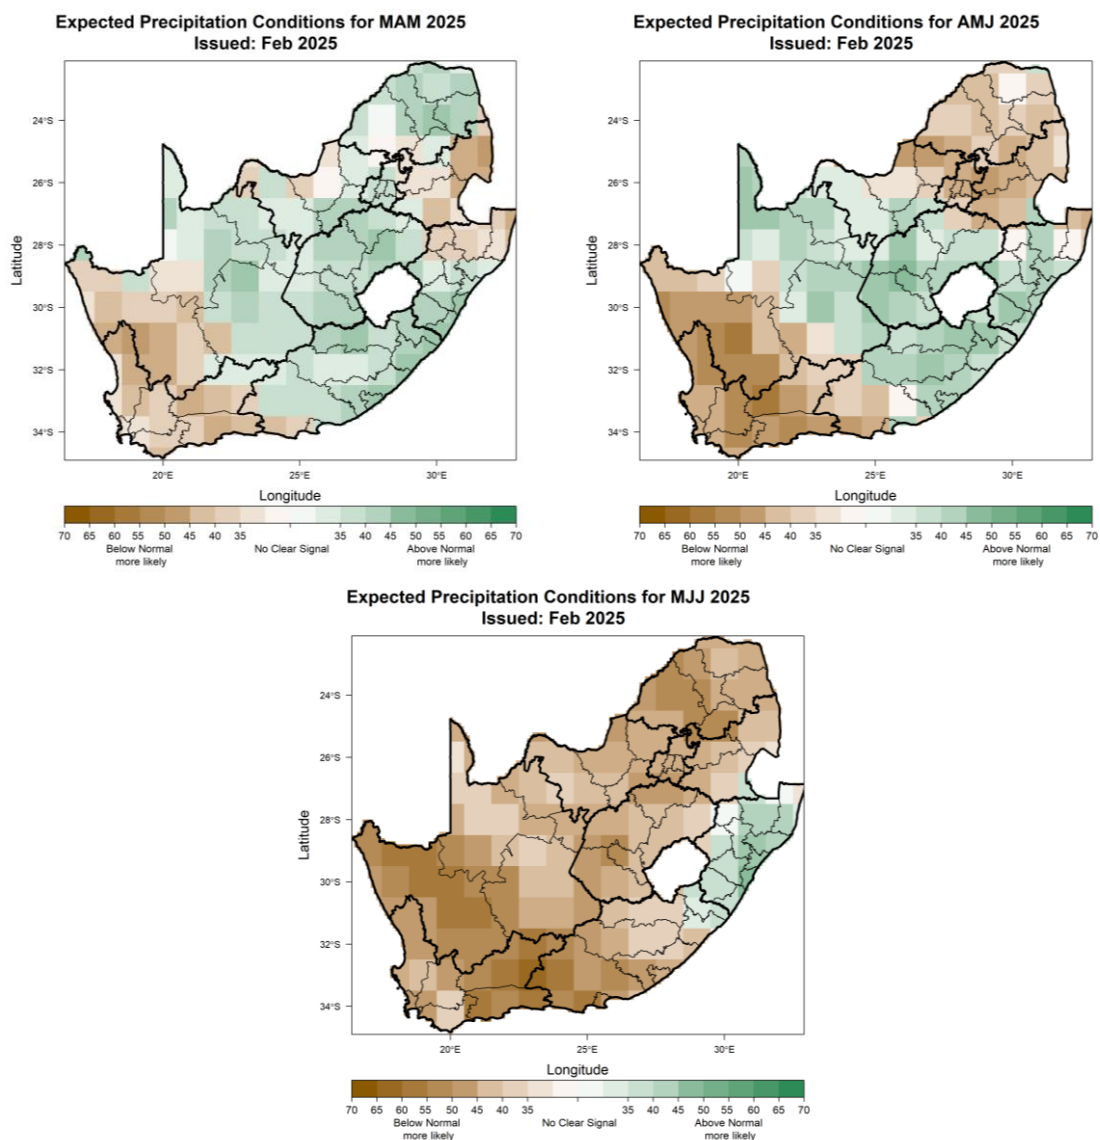 Expected Precipitation Conditions for MAM 2025
Issued: Feb 2025
Latitude
24°S
26°S
28°S
30°S
32°S
34°S
20°E 25°E 30°E
Longitude
70 65 60 55 50 45 40 35 35 40 45 50 55 60 65 70
Below Normal No Clear Signal Above Normal
more likely more likely
Expected Precipitation Conditions for AMJ 2025
Issued: Feb 2025
Latitude
24°S
26°S
28°S
30°S
32°S
34°S
20°E 25°E 30°E
Longitude
70 65 60 55 50 45 40 35 35 40 45 50 55 60 65 70
Below Normal No Clear Signal Above Normal
more likely more likely
Expected Precipitation Conditions for MJJ 2025
Issued: Feb 2025
Latitude
24°S
26°S
28°S
30°S
32°S
34°S
20°E 25°E 30°E
Longitude
70 65 60 55 50 45 40 35 35 40 45 50 55 60 65 70
Below Normal No Clear Signal Above Normal
more likely more likely